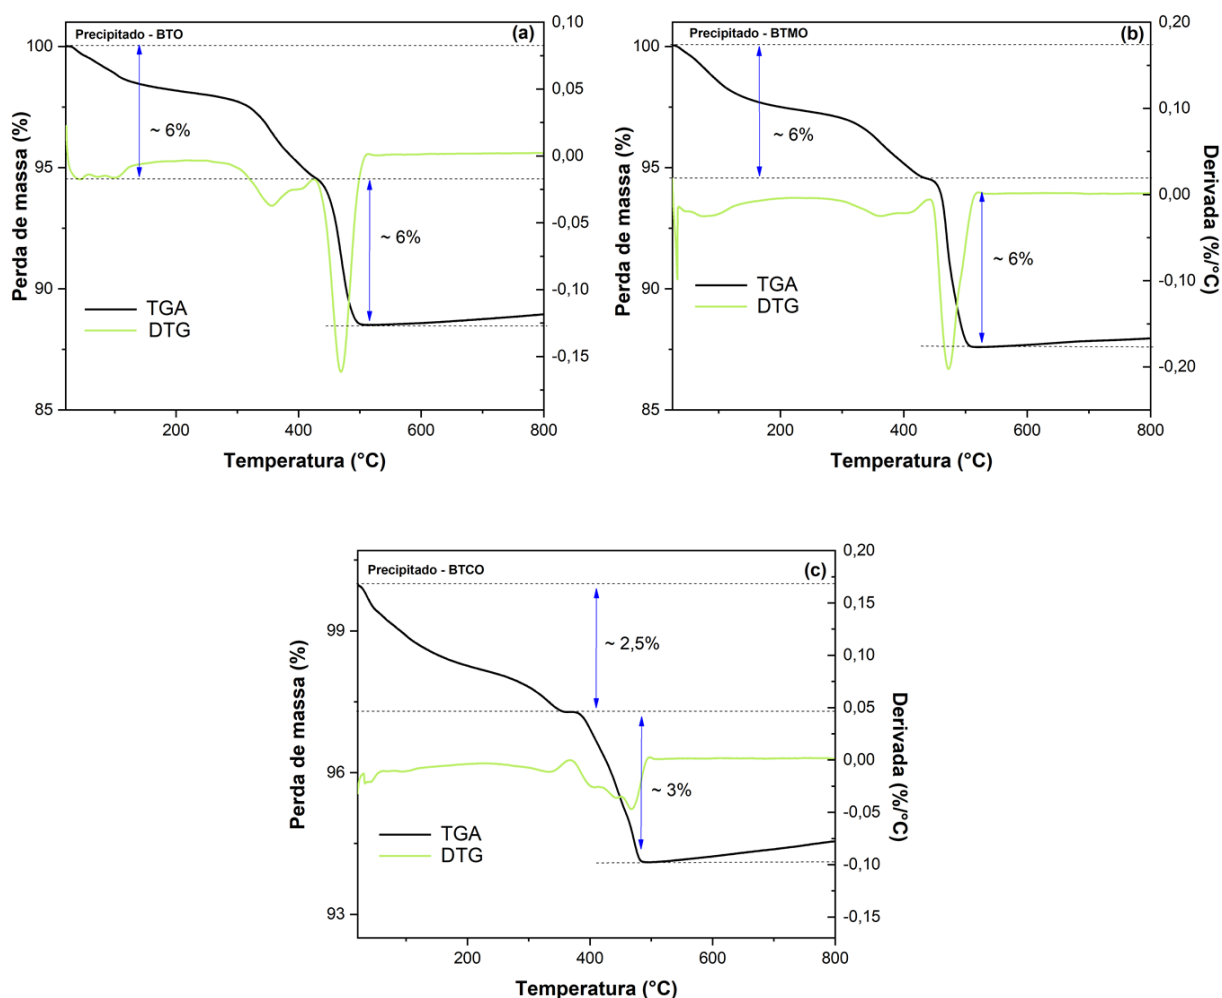 Precipitado - BTO
(a)
100
95
90
85
Perda de massa (%)
~ 6%
~ 6%
TGA
DTG
0,10
0,05
0,00
-0,05
-0,10
-0,15
200
400
600
800
Temperatura (°C)
Precipitado - BTMO
(b)
100
95
90
85
Perda de massa (%)
~ 6%
~ 6%
TGA
DTG
0,20
0,10
0,00
-0,10
-0,20
Derivada (%/°C)
200
400
600
800
Temperatura (°C)
Precipitado - BTCO
(c)
99
96
93
Perda de massa (%)
~ 2,5%
~ 3%
TGA
DTG
0,20
0,15
0,10
0,05
0,00
-0,05
-0,10
-0,15
Derivada (%/°C)
200
400
600
800
Temperatura (°C)